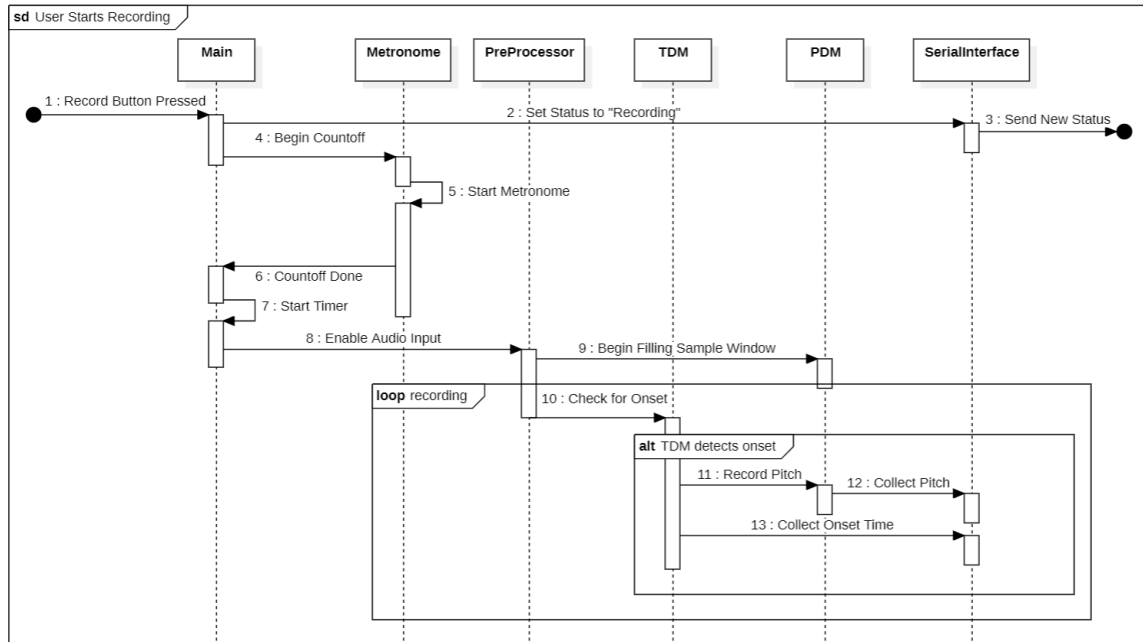 sd User Starts Recording
Main
Metronome
PreProcessor
TDM
PDM
SerialInterface
1 : Record Button Pressed
2 : Set Status to "Recording"
3 : Send New Status
4 : Begin Countoff
5 : Start Metronome
6 : Countoff Done
7 : Start Timer
8 : Enable Audio Input
9 : Begin Filling Sample Window
loop recording
10 : Check for Onset
alt TDM detects onset
11 : Record Pitch
12 : Collect Pitch
13 : Collect Onset Time